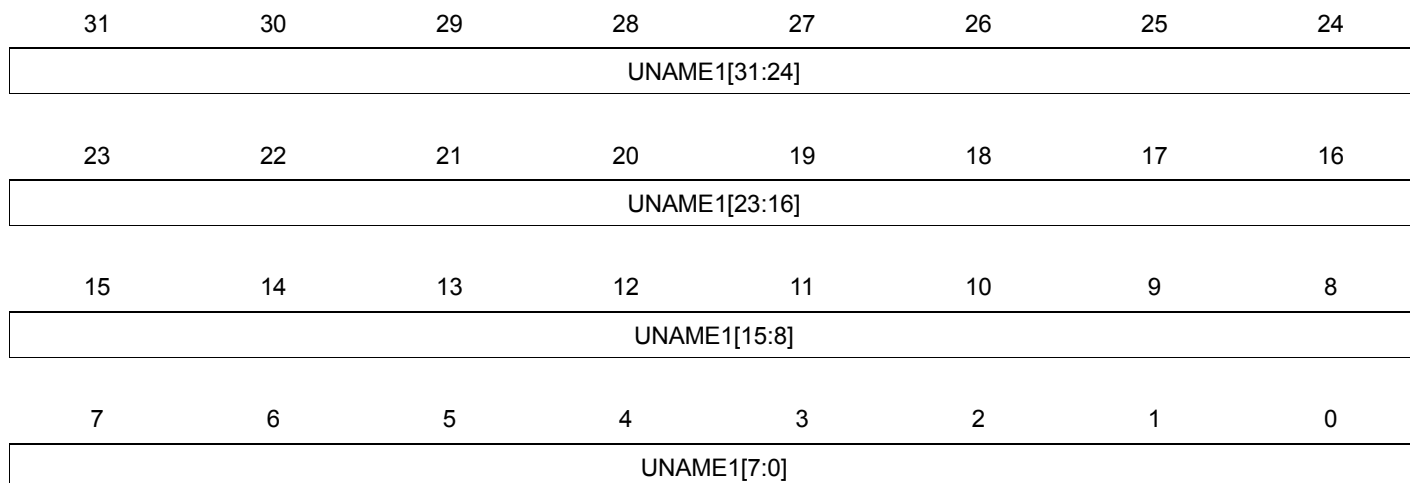 31 30 29 28 27 26 25 24
UNAME1[31:24]
23 22 21 20 19 18 17 16
UNAME1[23:16]
15 14 13 12 11 10 9 8
UNAME1[15:8]
7 6 5 4 3 2 1 0
UNAME1[7:0]